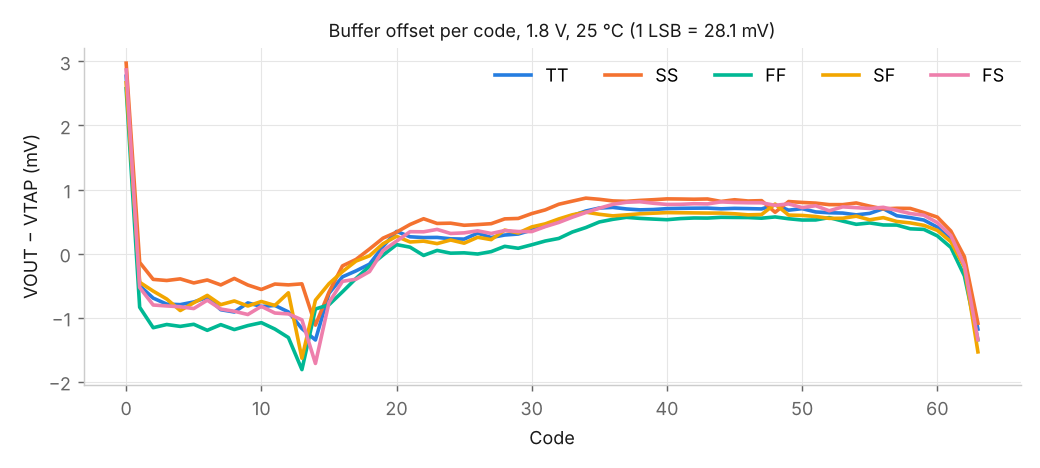 Buffer offset per code, 1.8 V, 25 °C (1 LSB = 28.1 mV)
TT SS FF SF FS
VOUT − VTAP (mV)
3
2
1
0
−1
−2
0 10 20 30 40 50 60
Code